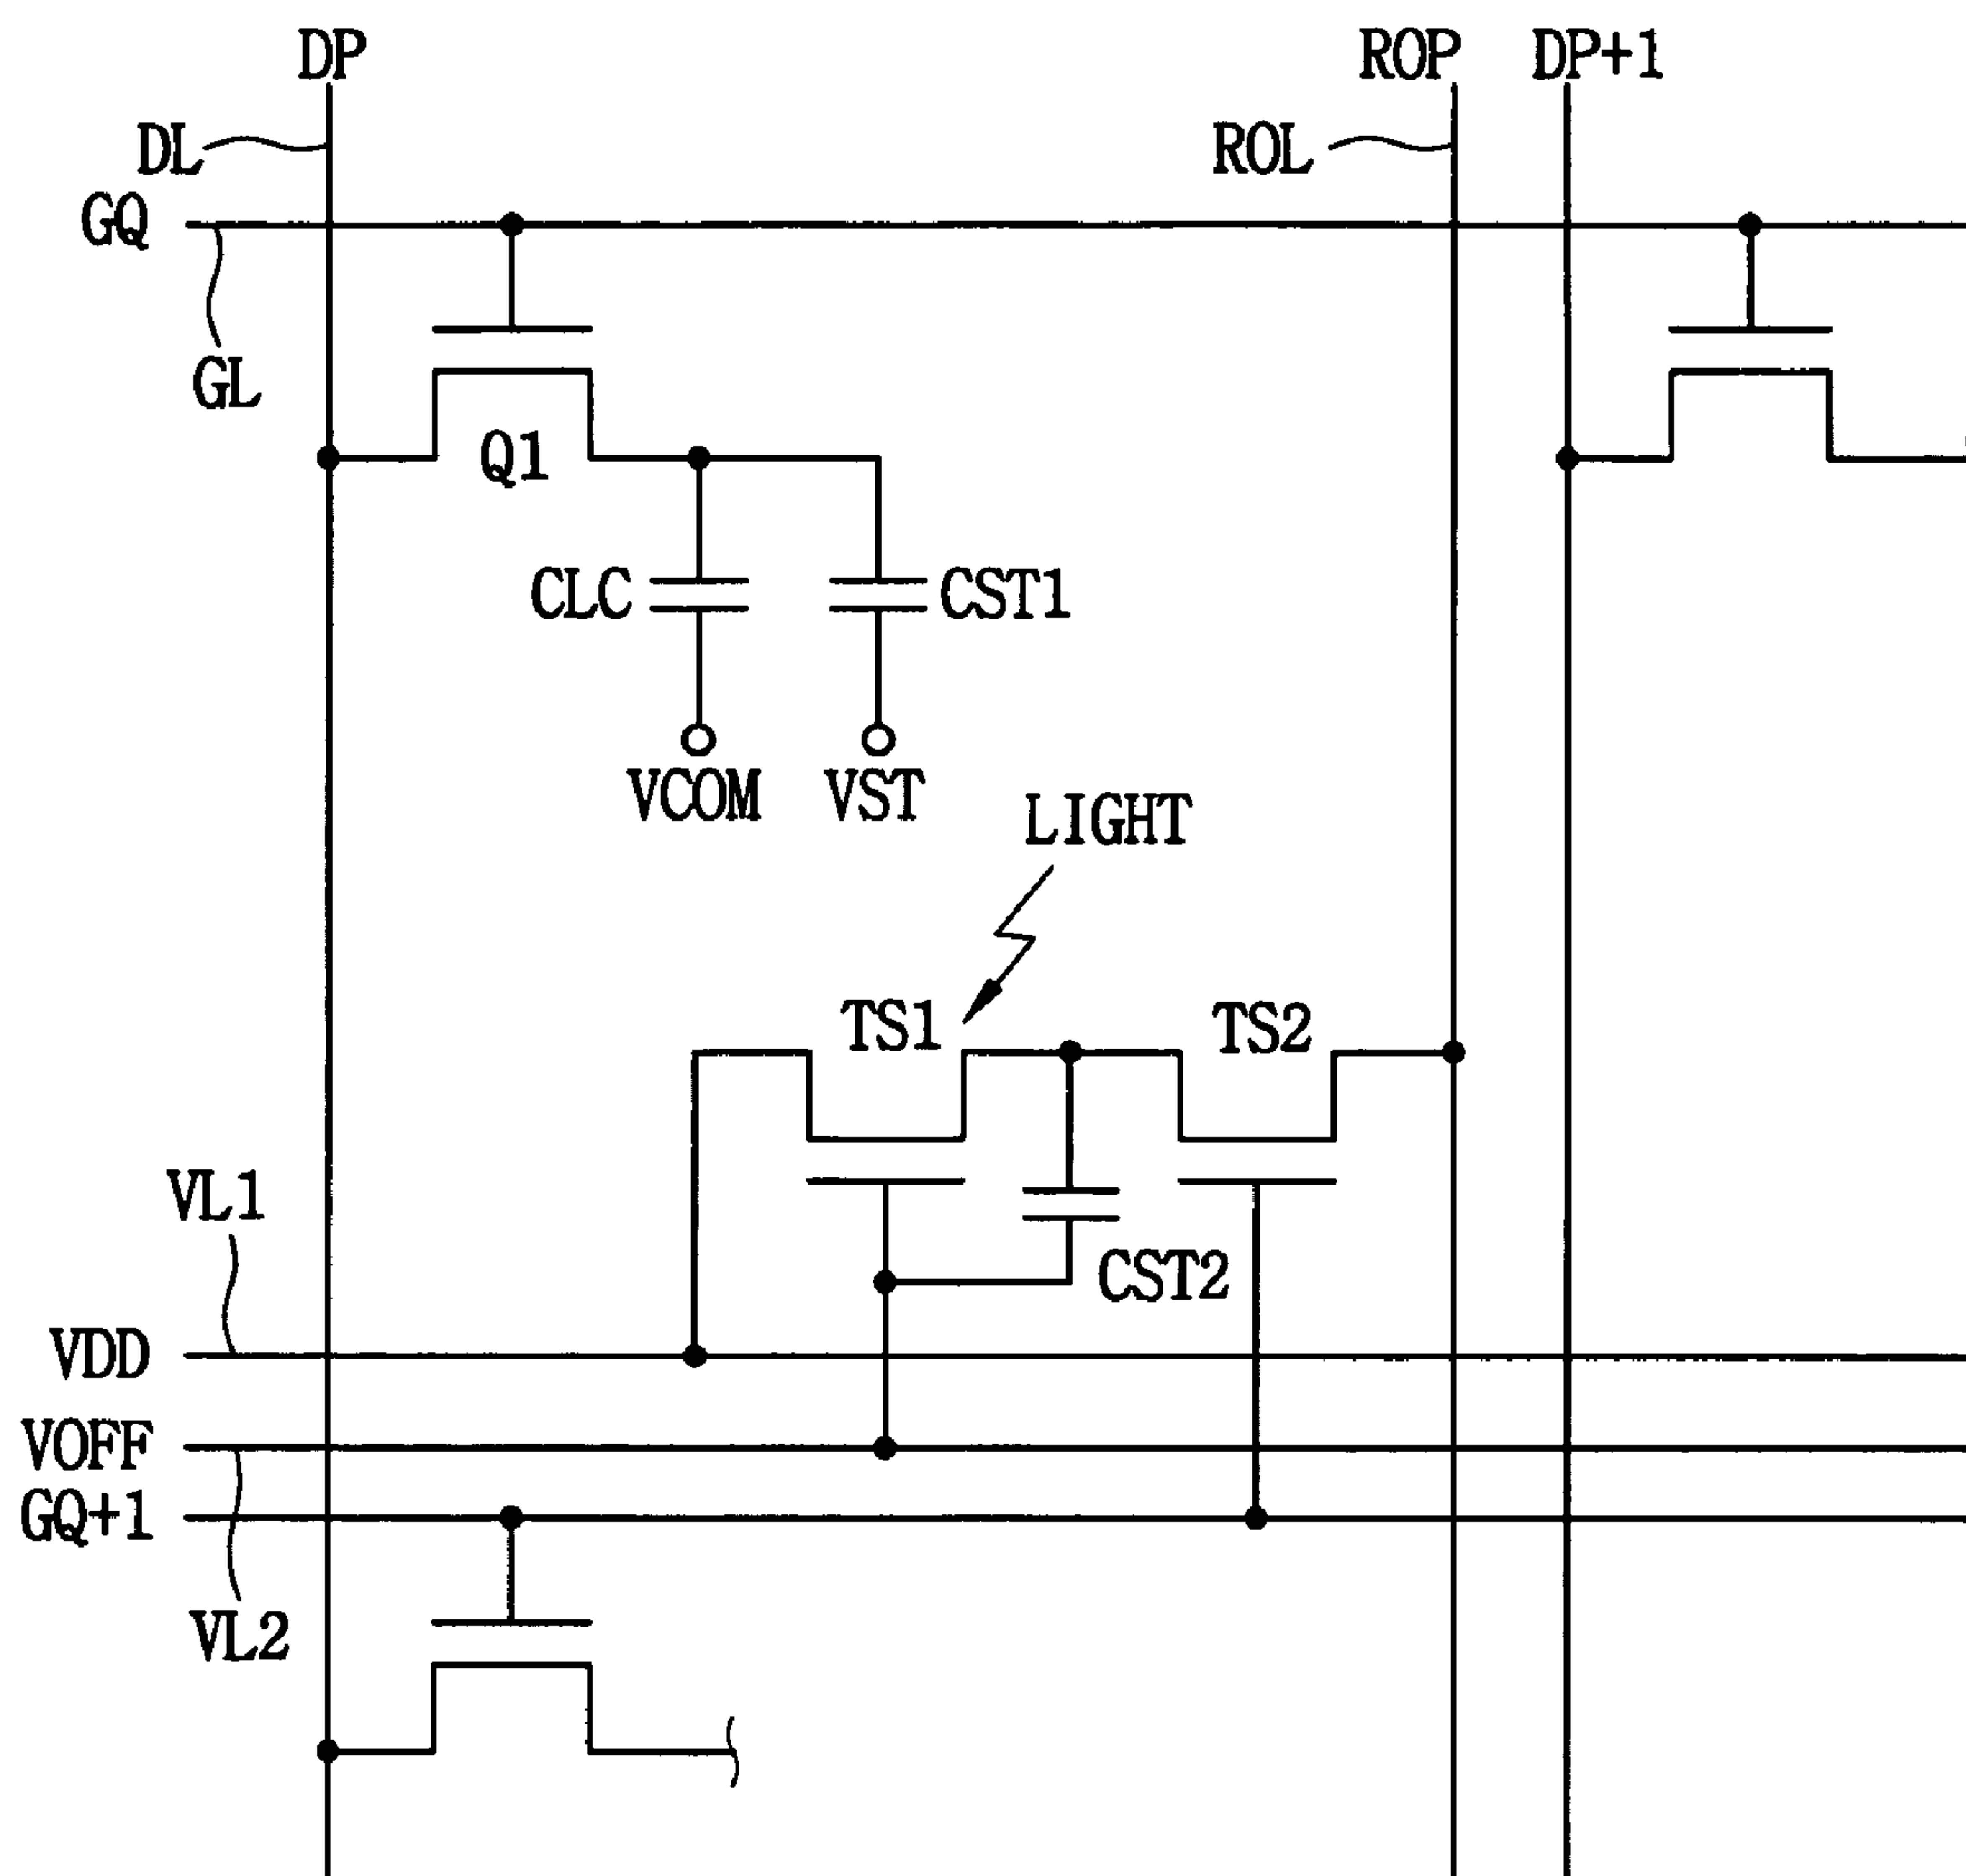 DP
ROP
DP+1
DL
ROL
GQ
GL
Q1
CLC
CST1
VCOM
VST
LIGHT
TS1
TS2
VL1
CST2
VDD
VOFF
GQ+1
VL2